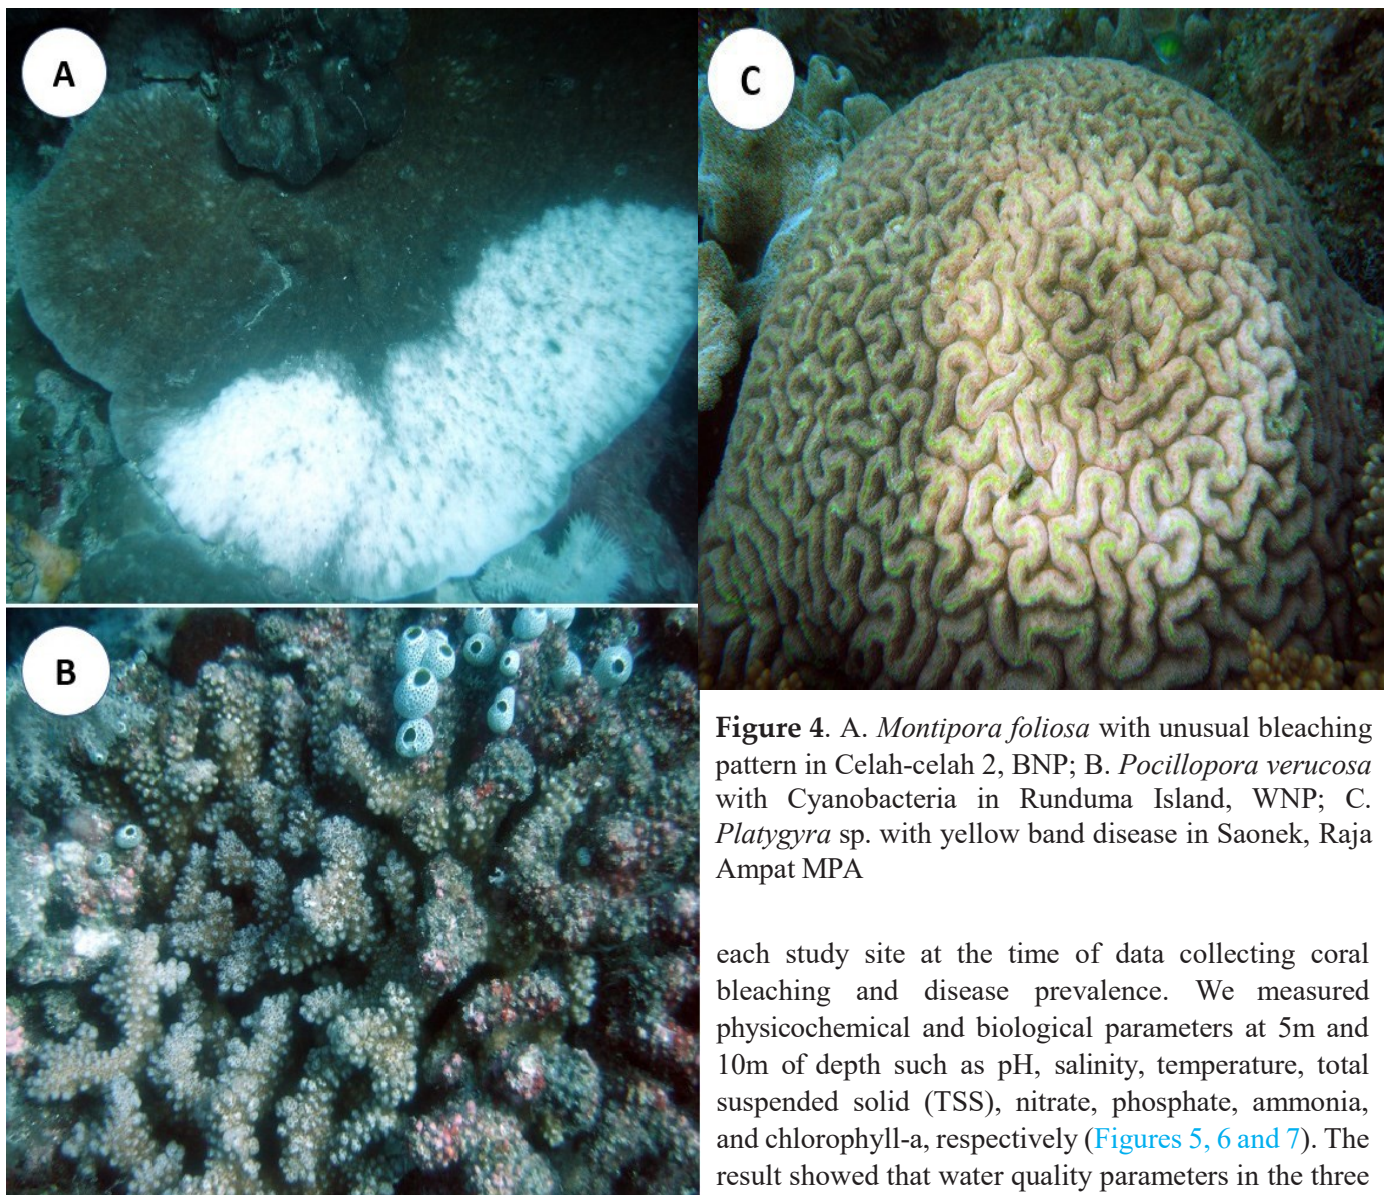 A
C
B
Figure 4. A. Montipora foliosa with unusual bleaching
pattern in Celah-celah 2, BNP; B. Pocillopora verucosa
with Cyanobacteria in Runduma Island, WNP; C.
Platygyra sp. with yellow band disease in Saonek, Raja
Ampat MPA
each study site at the time of data collecting coral
bleaching and disease prevalence. We measured
physicochemical and biological parameters at 5m and
10m of depth such as pH, salinity, temperature, total
suspended solid (TSS), nitrate, phosphate, ammonia,
and chlorophyll-a, respectively (Figures 5, 6 and 7). The
result showed that water quality parameters in the three